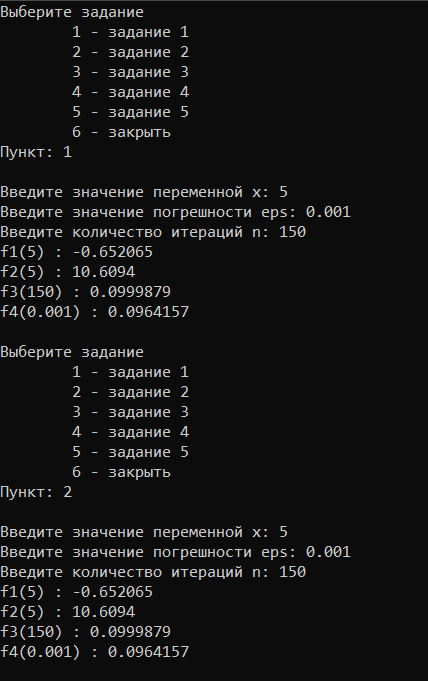 Выберите задание
1 - задание 1
2 - задание 2
3 - задание 3
4 - задание 4
5 - задание 5
6 - закрыть
Пункт: 1
Введите значение переменной x: 5
Введите значение погрешности eps: 0.001
Введите количество итераций n: 150
f1(5) : -0.652065
f2(5) : 10.6094
f3(150) : 0.0999879
f4(0.001) : 0.0964157
Выберите задание
1 - задание 1
2 - задание 2
3 - задание 3
4 - задание 4
5 - задание 5
6 - закрыть
Пункт: 2
Введите значение переменной x: 5
Введите значение погрешности eps: 0.001
Введите количество итераций n: 150
f1(5) : -0.652065
f2(5) : 10.6094
f3(150) : 0.0999879
f4(0.001) : 0.0964157